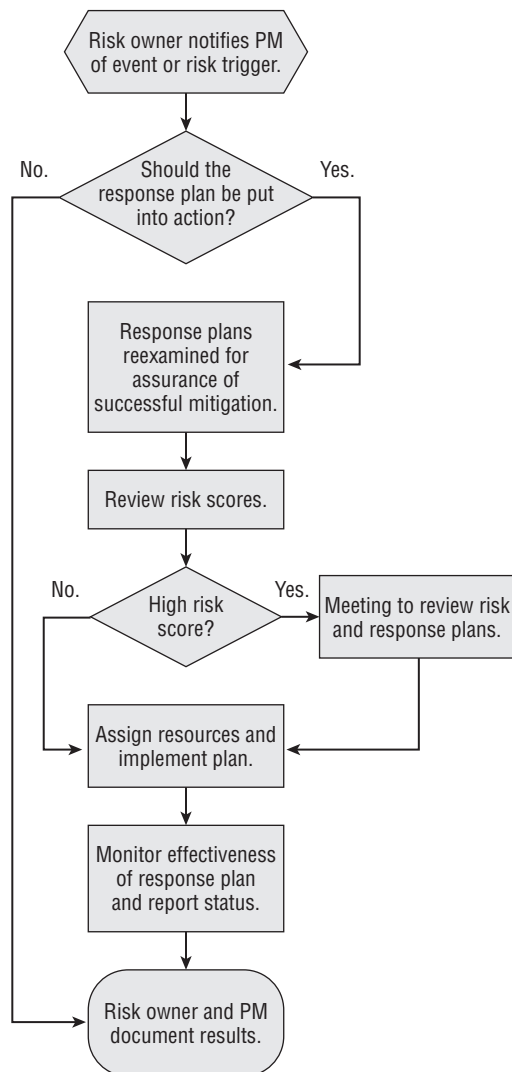 Risk owner notifies PM
of event or risk trigger.
No.
Should the
response plan be put
into action?
Yes.
Response plans
reexamined for
assurance of
successful mitigation.
Review risk scores.
No.
High risk
score?
Yes.
Meeting to review risk
and response plans.
Assign resources and
implement plan.
Monitor effectiveness
of response plan
and report status.
Risk owner and PM
document results.